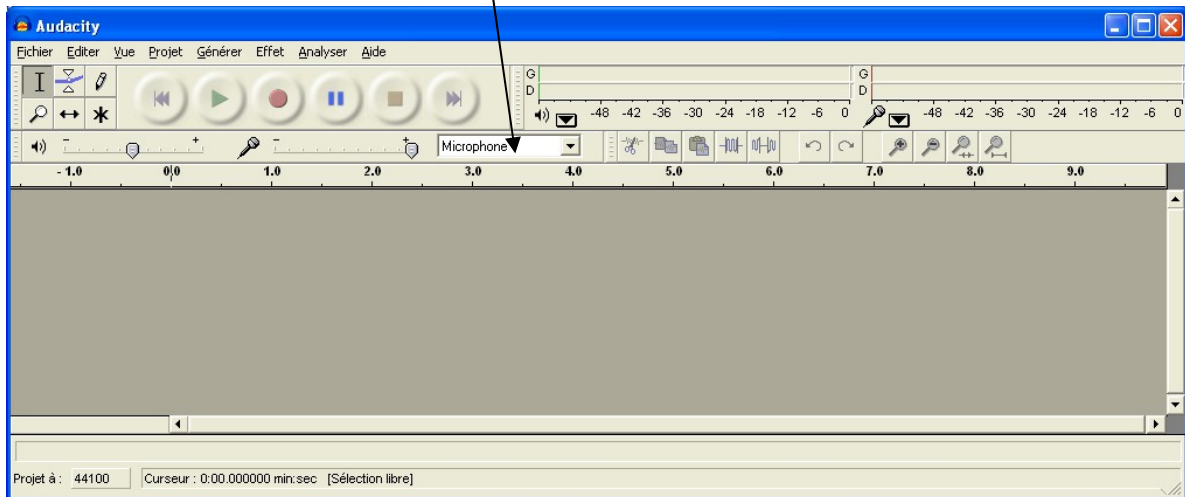 Audacity
Fichier Editer Vue Projet Générer Effet Analyser Aide
G G
D D
-48 -42 -36 -30 -24 -18 -12 -6 0 -48 -42 -36 -30 -24 -18 -12 -6 0
- + - + Microphone
- 1.0 0.0 1.0 2.0 3.0 4.0 5.0 6.0 7.0 8.0 9.0
Projet à : 44100 Curseur : 0:00.000000 min:sec [Sélection libre]